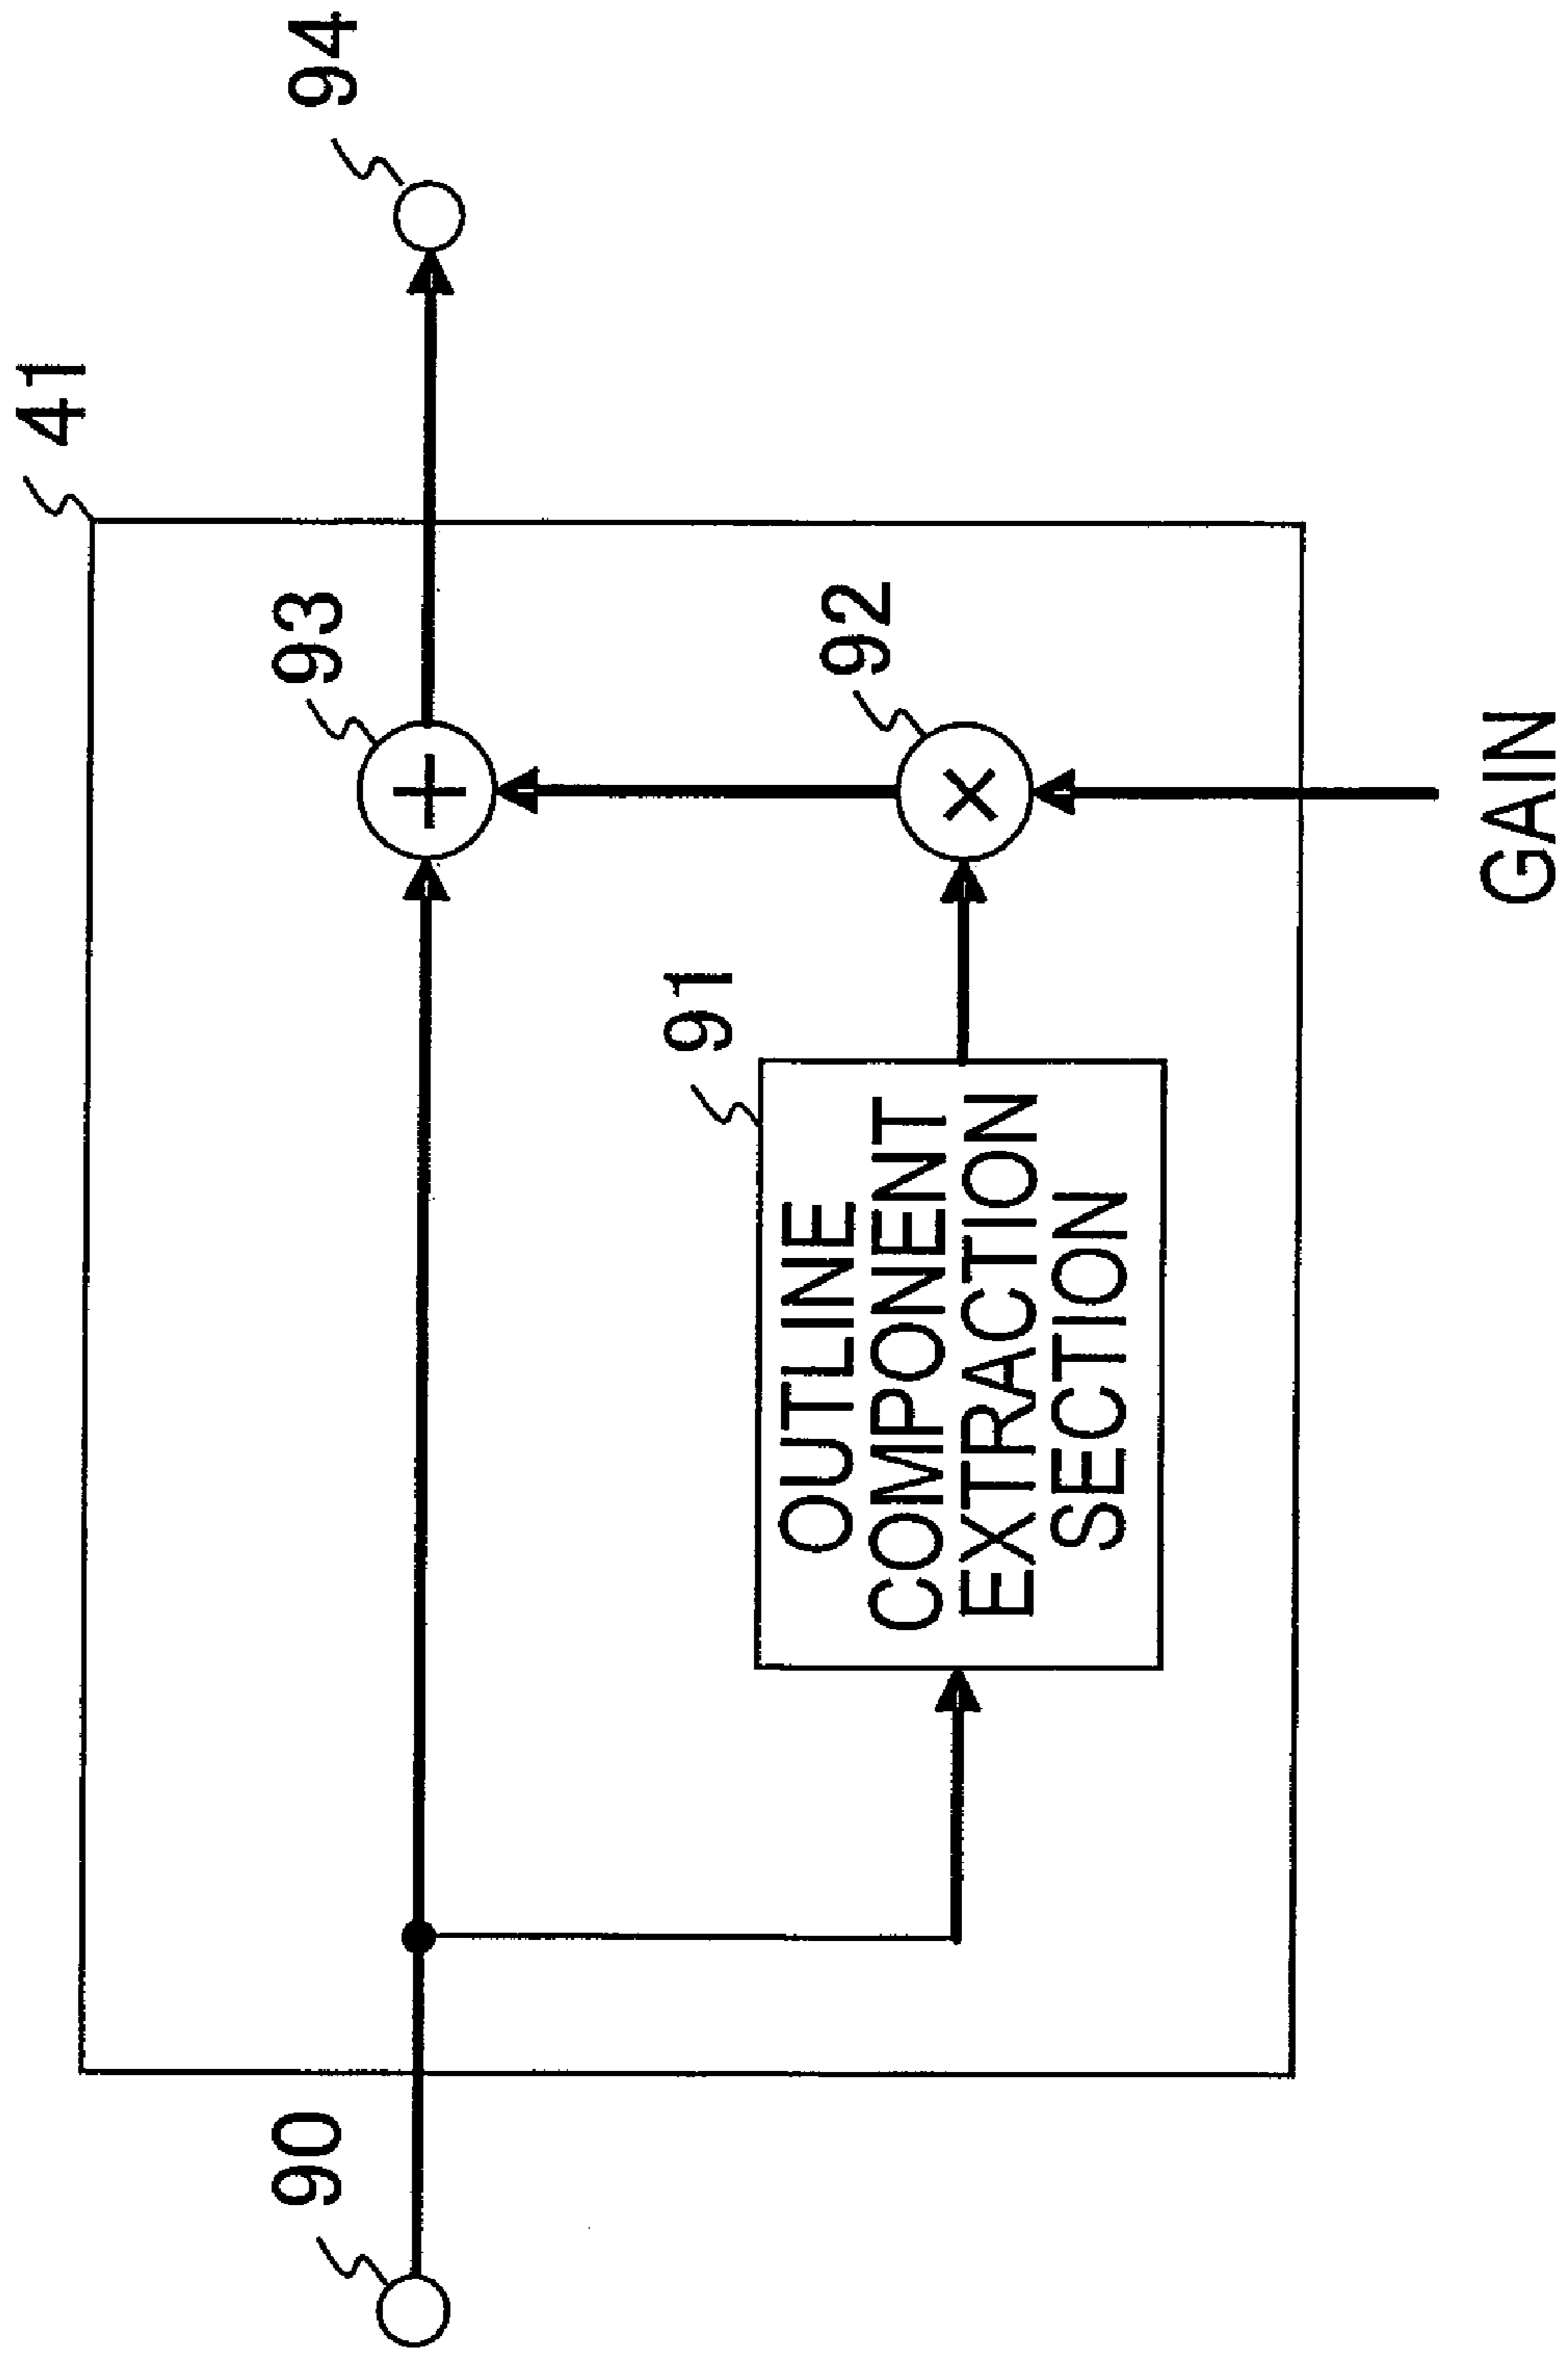 41
90
93
94
91
92
OUTLINE
COMPONENT
EXTRACTION
SECTION
+
×
GAIN